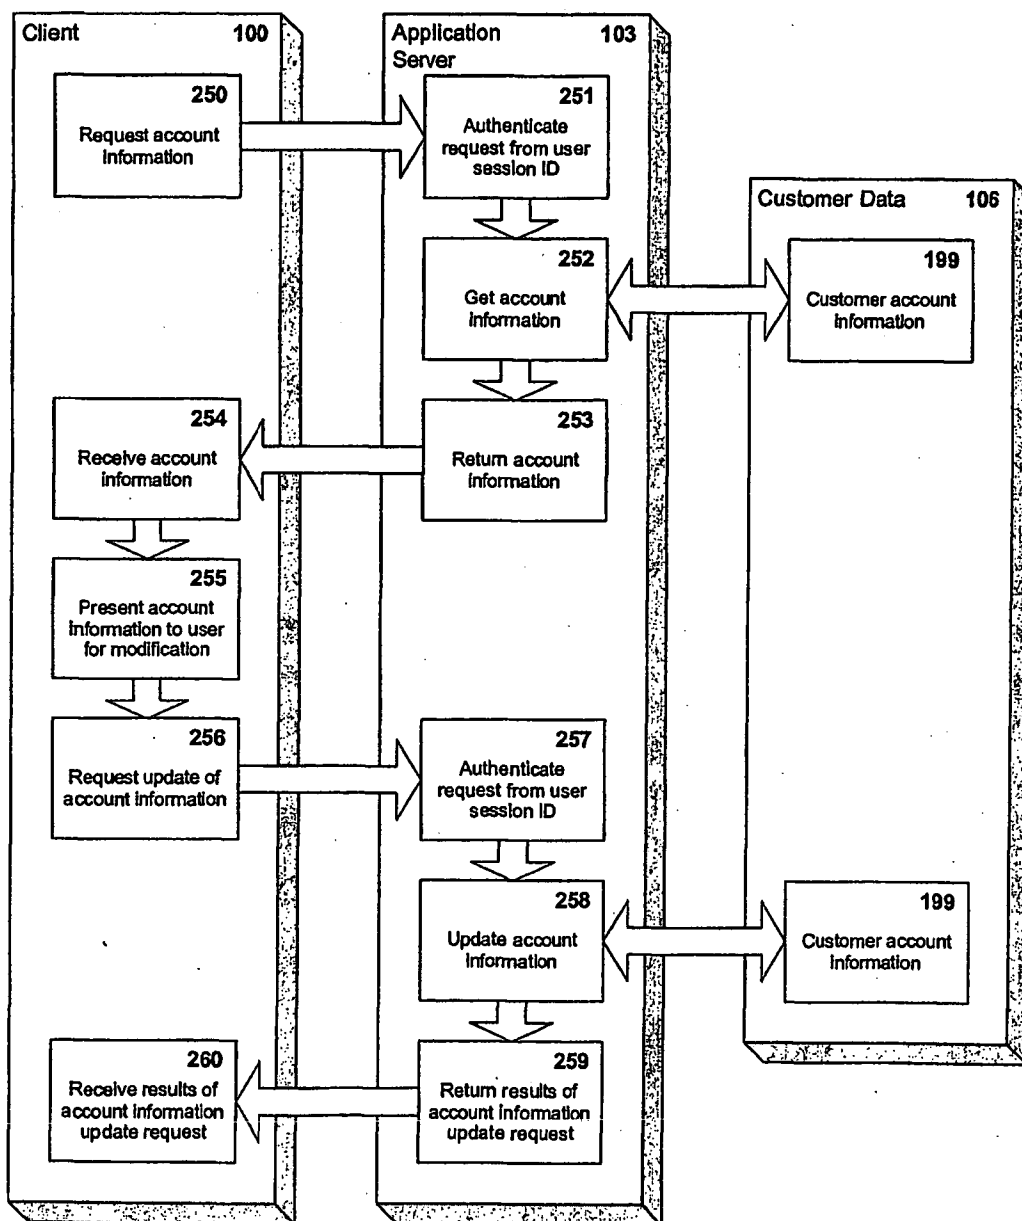 Client 100
Application 103
Server
250
Request account
information
251
Authenticate
request from user
session ID
Customer Data 106
252
Get account
information
199
Customer account
information
254
Receive account
information
253
Return account
information
255
Present account
information to user
for modification
256
Request update of
account information
257
Authenticate
request from user
session ID
258
Update account
information
199
Customer account
information
260
Receive results of
account information
update request
259
Return results of
account information
update request